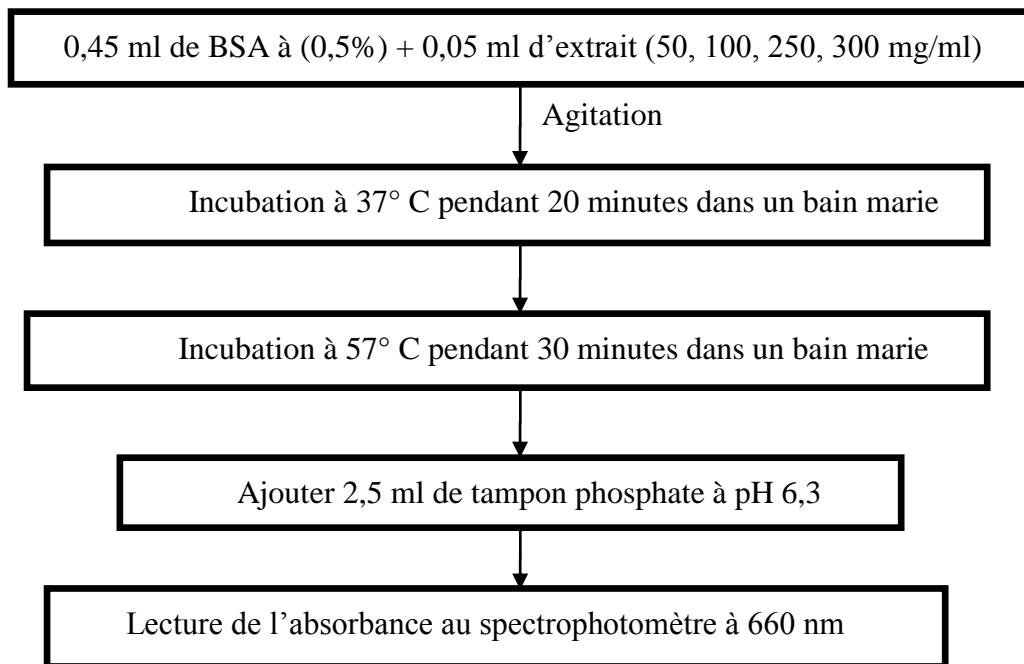 0,45 ml de BSA à (0,5%) + 0,05 ml d’extrait (50, 100, 250, 300 mg/ml)
Agitation
Incubation à 37° C pendant 20 minutes dans un bain marie
Incubation à 57° C pendant 30 minutes dans un bain marie
Ajouter 2,5 ml de tampon phosphate à pH 6,3
Lecture de l’absorbance au spectrophotomètre à 660 nm